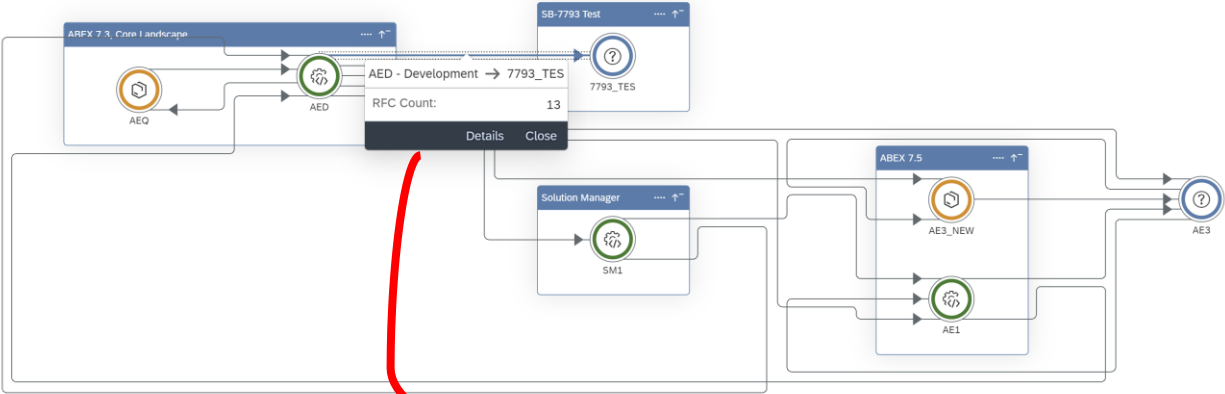 SB-7793 Test
ABEX 7.3, Core Landscape
7793_TES
AEQ
AED
AED - Development → 7793_TES
RFC Count: 13
Details Close
ABEX 7.5
Solution Manager
AE3_NEW
AE3
SM1
AE1